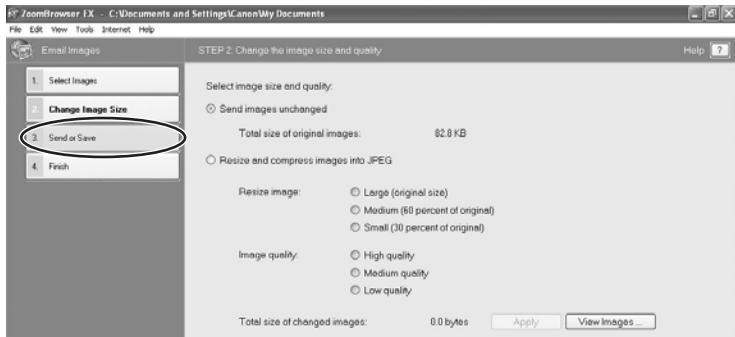 ZoomBrowser EX - C:\Documents and Settings\Canon\My Documents
File Edit View Tools Internet Help
Email Images
STEP 2: Change the image size and quality
Help ?
1. Select Images
2. Change Image Size
3. Send or Save
4. Finish
Select image size and quality:
Send images unchanged
Total size of original images: 82.8 KB
Resize and compress images into JPEG
Resize image: Large (original size)
Medium (60 percent of original)
Small (30 percent of original)
Image quality: High quality
Medium quality
Low quality
Total size of changed images: 0.0 bytes Apply View Images ...